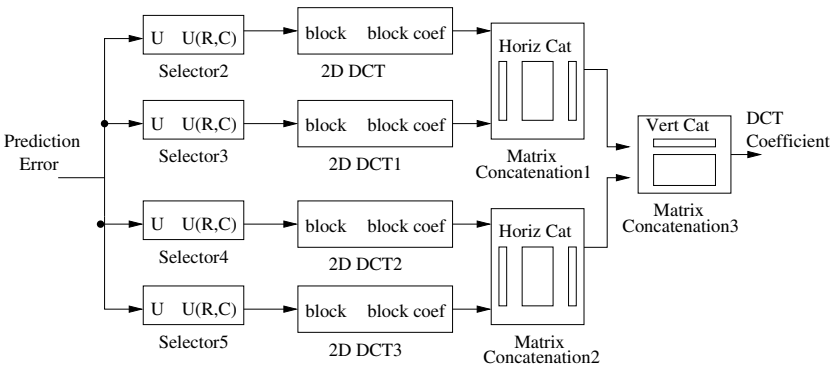 Prediction
Error
U U(R,C)
Selector2
block block coef
2D DCT
U U(R,C)
Selector3
block block coef
2D DCT1
U U(R,C)
Selector4
block block coef
2D DCT2
U U(R,C)
Selector5
block block coef
2D DCT3
Horiz Cat
Matrix
Concatenation1
Horiz Cat
Matrix
Concatenation2
Vert Cat
Matrix
Concatenation3
DCT
Coefficient